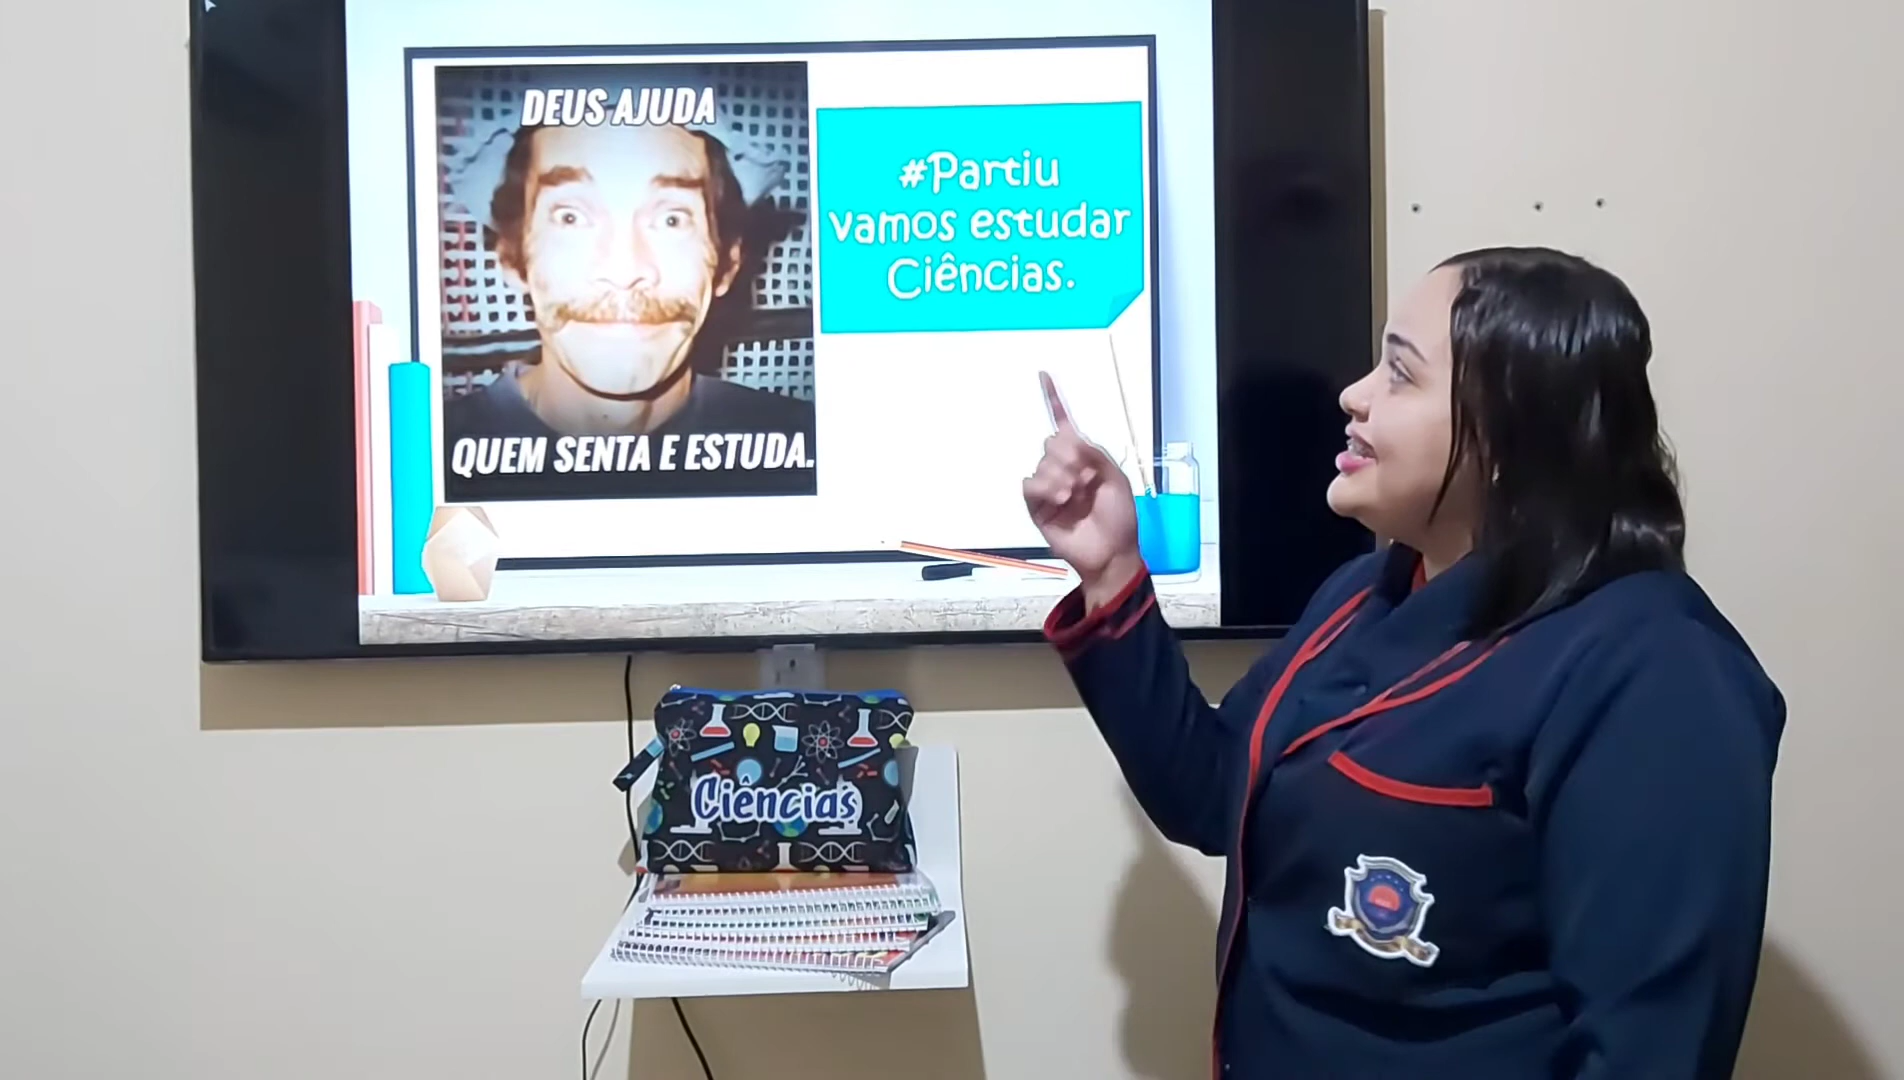 DEUS AJUDA
QUEM SENTA E ESTUDA.
#Partiu
vamos estudar
Ciências.
Ciências